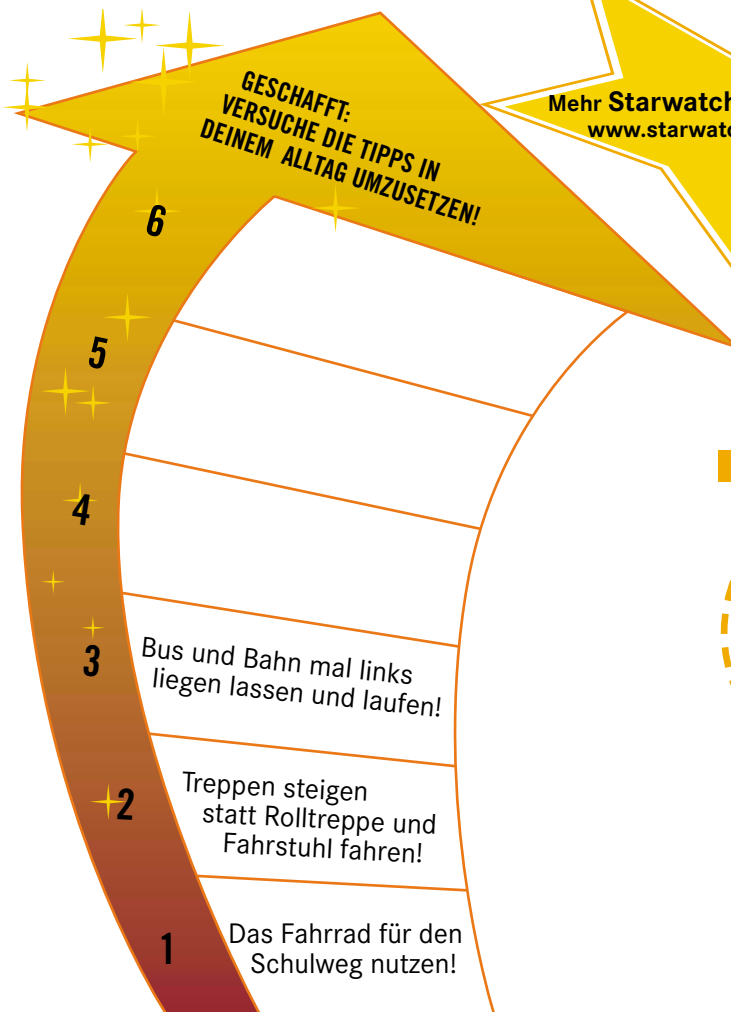 GESCHAFFT:
VERSUCHE DIE TIPPS IN
DEINEM ALLTAG UMZUSETZEN!
Mehr Starwatch
www.starwatc
6
5
4
3
Bus und Bahn mal links
liegen lassen und laufen!
2
Treppen steigen
statt Rolltreppe und
Fahrstuhl fahren!
1
Das Fahrrad für den
Schulweg nutzen!